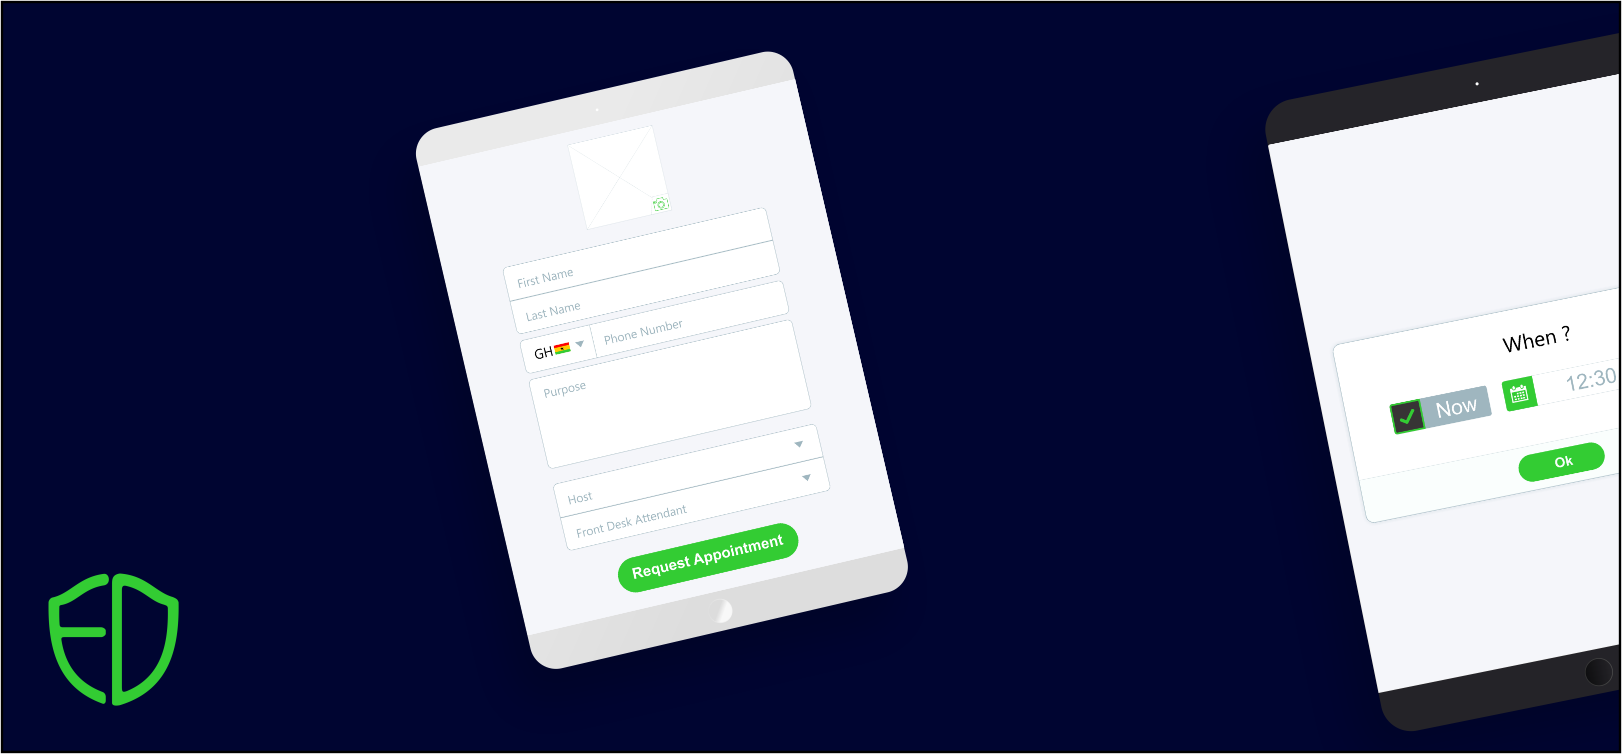 First Name
Last Name
GH
Phone Number
Purpose
Host
Front Desk Attendant
Request Appointment
When ?
Now
12:30
Ok
ED